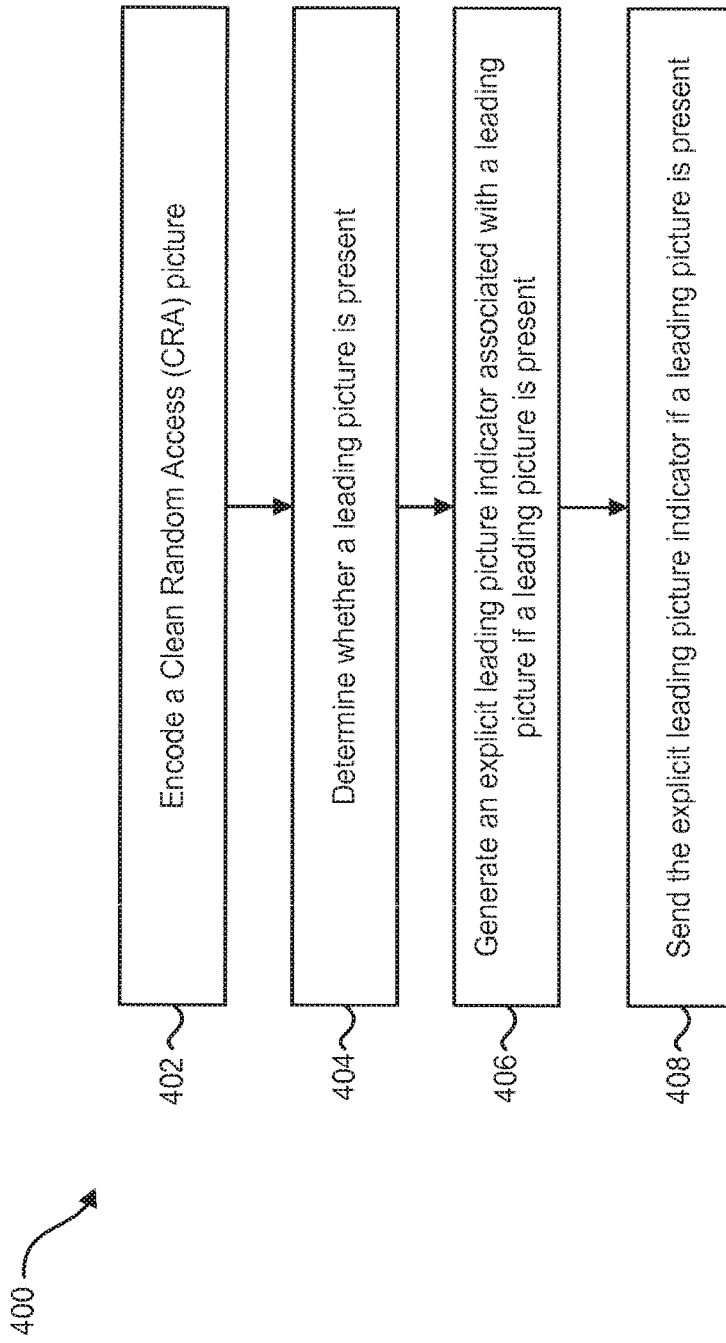 400
402
Encode a Clean Random Access (CRA) picture
404
Determine whether a leading picture is present
406
Generate an explicit leading picture indicator associated with a leading
picture if a leading picture is present
408
Send the explicit leading picture indicator if a leading picture is present